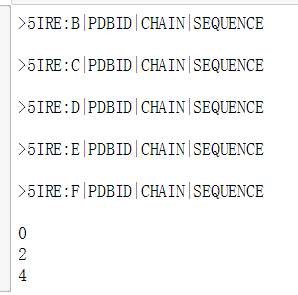 >5IRE:B|PDBID|CHAIN|SEQUENCE
>5IRE:C|PDBID|CHAIN|SEQUENCE
>5IRE:D|PDBID|CHAIN|SEQUENCE
>5IRE:E|PDBID|CHAIN|SEQUENCE
>5IRE:F|PDBID|CHAIN|SEQUENCE
0
2
4